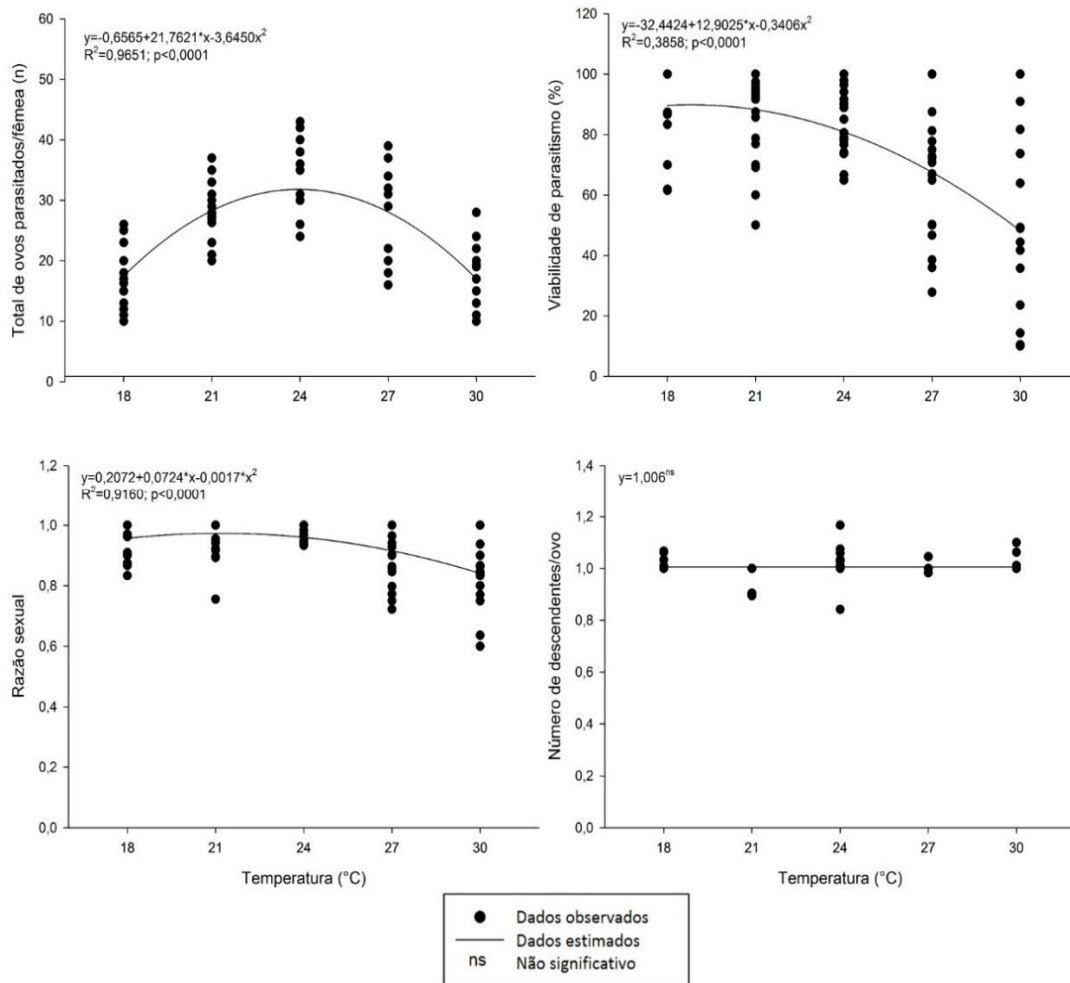 y=-0,6565+21,7621*x-3,6450x²
R²=0,9651; p<0,0001
Total de ovos parasitados/fêmea (n)
60
50
40
30
20
10
0
18 21 24 27 30
y=-32,4424+12,9025*x-0,3406x²
R²=0,3858; p<0,0001
Viabilidade de parasitismo (%)
120
100
80
60
40
20
0
18 21 24 27 30
y=0,2072+0,0724*x-0,0017*x²
R²=0,9160; p<0,0001
Razão sexual
1,2
1,0
0,8
0,6
0,4
0,2
0,0
18 21 24 27 30
Temperatura (°C)
y=1,006ⁿˢ
Número de descendentes/ovo
1,4
1,2
1,0
0,8
0,6
0,4
0,2
0,0
18 21 24 27 30
Temperatura (°C)
Dados observados
Dados estimados
ns Não significativo